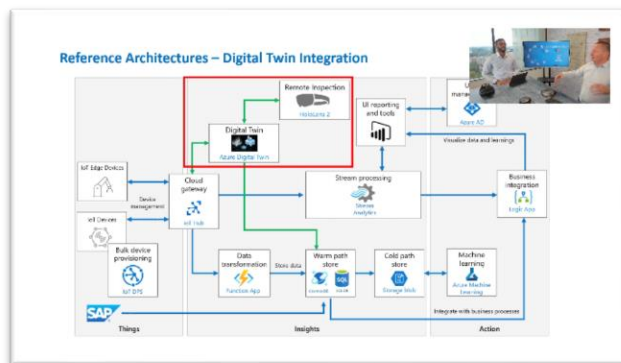 Reference Architectures – Digital Twin Integration
Remote Inspection
HoloLens 2
UI reporting
and tools
Azure AD
Digital Twin
Azure Digital Twin
Visualize data and learnings
IoT Edge Devices
Device
management
Cloud
gateway
IoT Hub
Stream processing
Stream
Analytics
Business
integration
Logic App
IoT Devices
Bulk device
provisioning
IoT DPS
Data
transformation
Function App
Store data
Warm path
store
SQL
Cold path
store
Storage Blob
Machine
learning
Azure Machine
Learning
SAP
Integrate with business processes
Things
Insights
Action